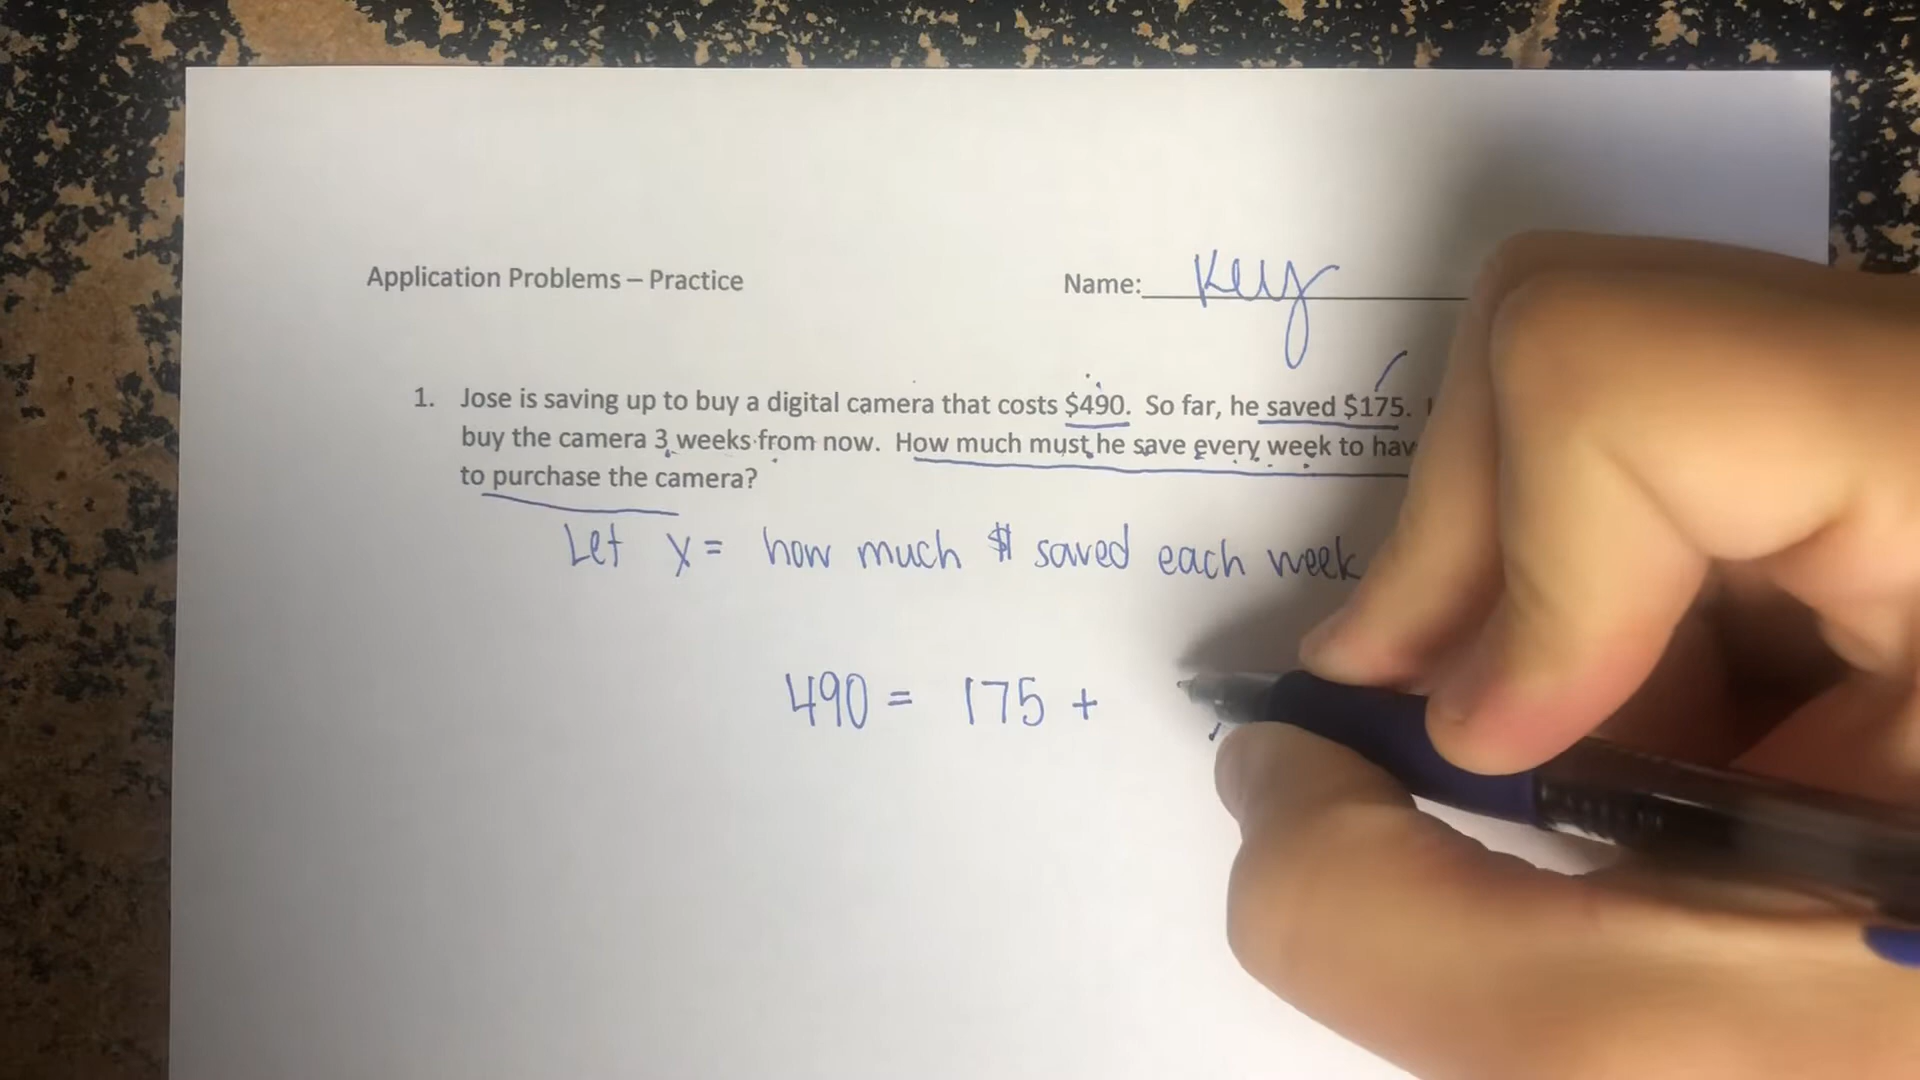 Application Problems – Practice
Name: Key
1. Jose is saving up to buy a digital camera that costs $490. So far, he saved $175.
buy the camera 3 weeks from now. How much must he save every week to
to purchase the camera?
Let x = how much $ saved each week
490 = 175 +